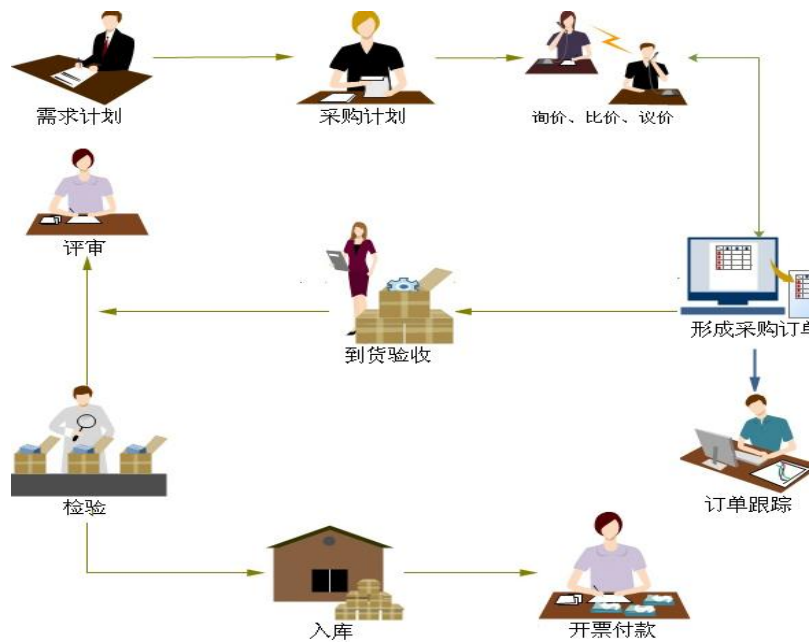 需求计划
采购计划
询价、比价、议价
评审
到货验收
形成采购订单
检验
订单跟踪
入库
开票付款